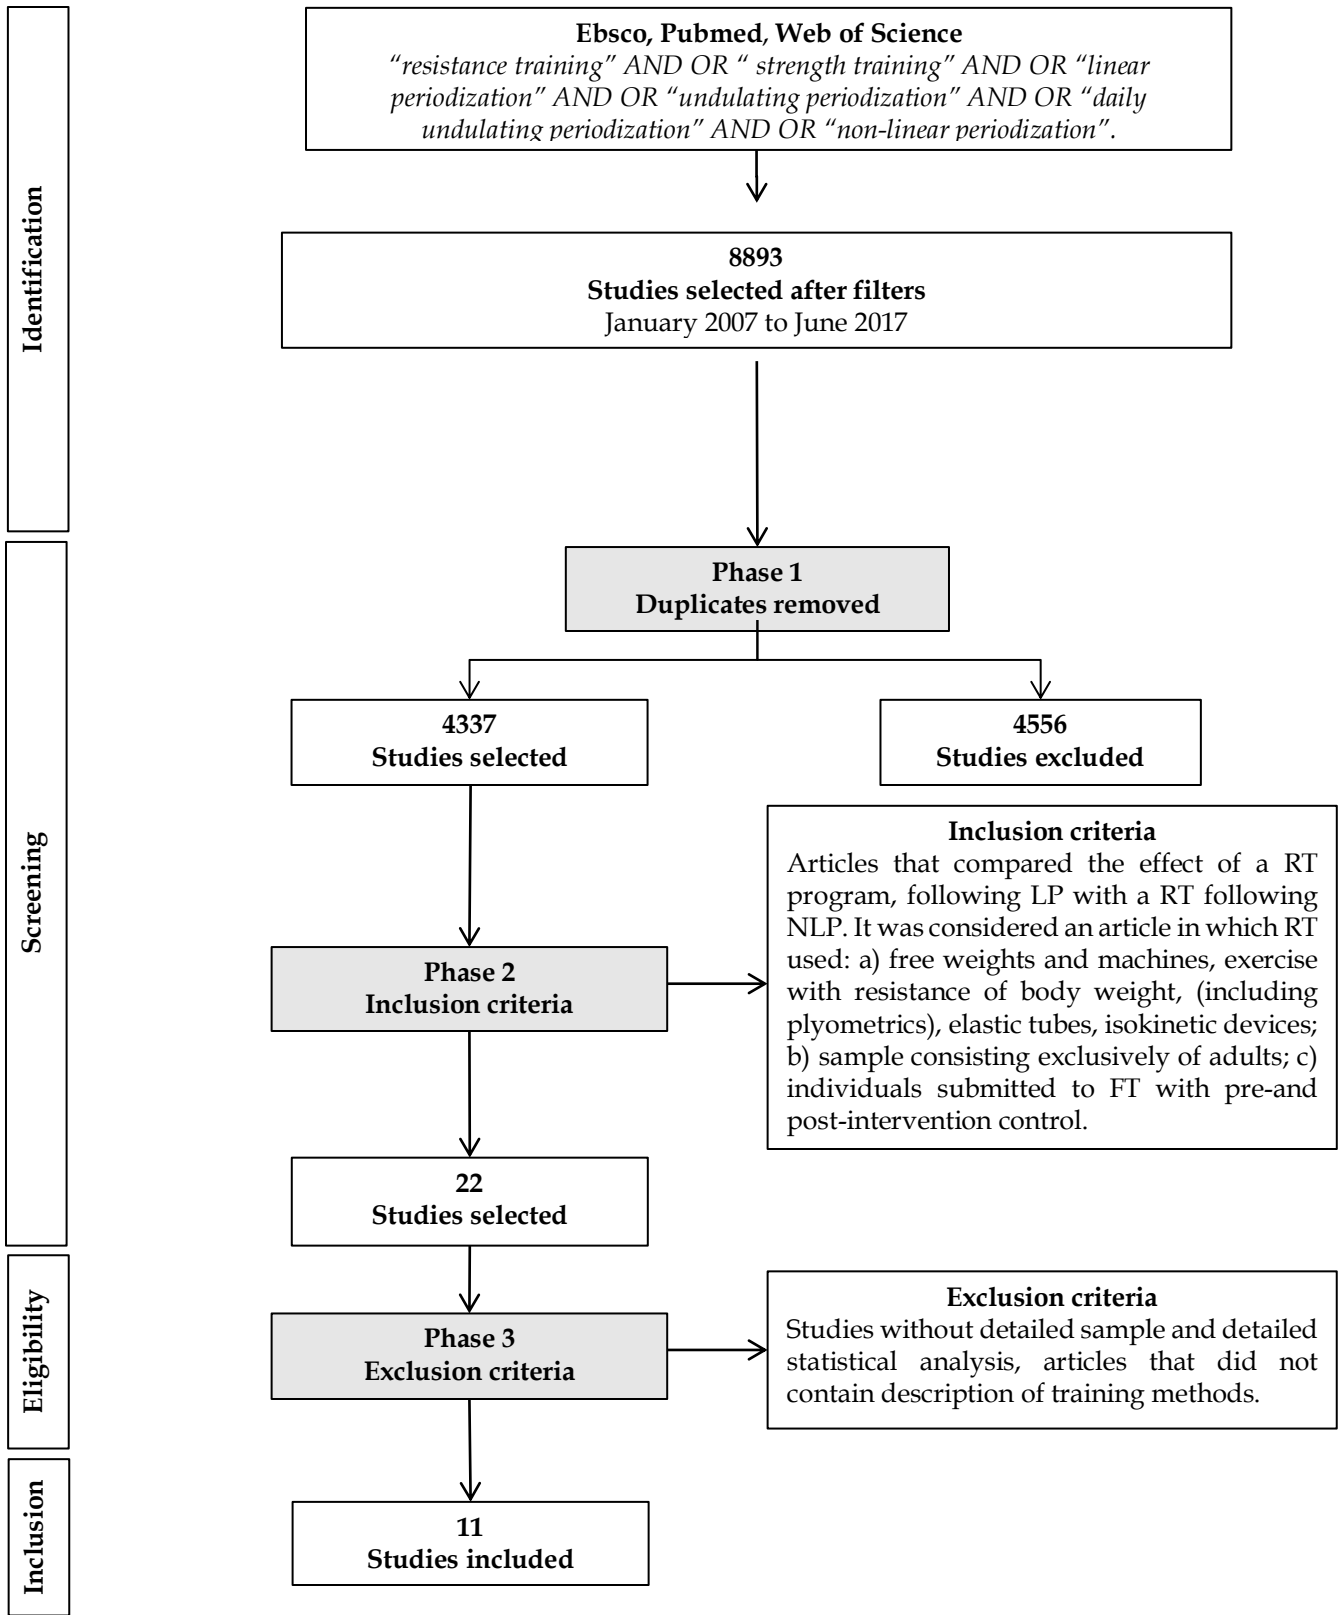 Identification
Ebsco, Pubmed, Web of Science
“resistance training” AND OR “ strength training” AND OR “linear
periodization” AND OR “undulating periodization” AND OR “daily
undulating periodization” AND OR “non-linear periodization”.
8893
Studies selected after filters
January 2007 to June 2017
Screening
Phase 1
Duplicates removed
4337
Studies selected
4556
Studies excluded
Phase 2
Inclusion criteria
Inclusion criteria
Articles that compared the effect of a RT
program, following LP with a RT following
NLP. It was considered an article in which RT
used: a) free weights and machines, exercise
with resistance of body weight, (including
plyometrics), elastic tubes, isokinetic devices;
b) sample consisting exclusively of adults; c)
individuals submitted to FT with pre-and
post-intervention control.
22
Studies selected
Eligibility
Phase 3
Exclusion criteria
Exclusion criteria
Studies without detailed sample and detailed
statistical analysis, articles that did not
contain description of training methods.
Inclusion
11
Studies included